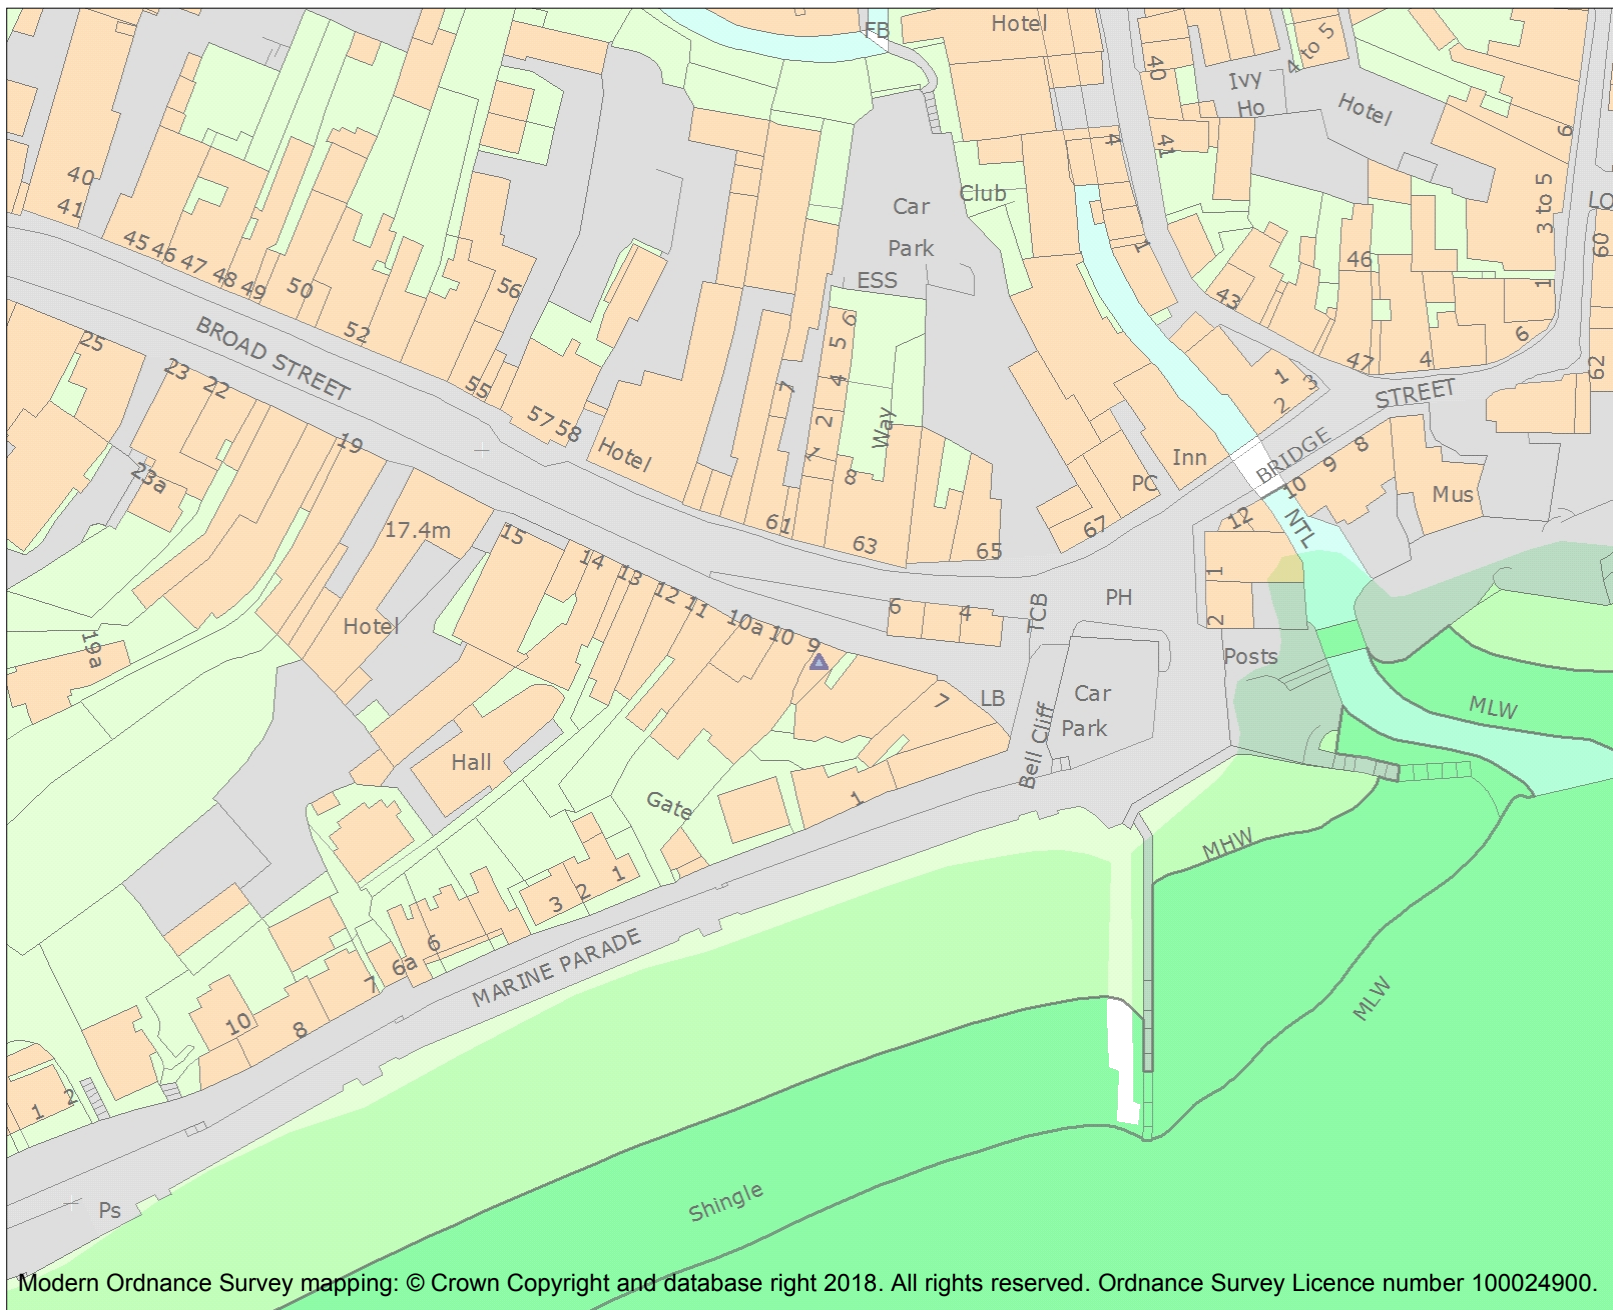 FB
Hotel
40
Ivy
Ho
4 to 5
Hotel
6
40
41
4
41
Club
Car
Park
ESS
3 to 5
LO
60
45
46
47
48
49
50
52
56
55
57
58
1
43
46
47
4
6
1
62
BROAD STREET
25
23
22
19
23a
Hotel
7
6
5
4
2
1
Way
8
61
63
65
67
PC
Inn
1
2
3
STREET
BRIDGE
8
9
10
12
NTL
Mus
17.4m
15
14
13
12
11
10a
10
9
6
4
TCB
PH
1
2
Posts
Hotel
19a
Hall
7
LB
Bell Cliff
Car
Park
MLW
Gate
1
MHW
MLW
3
2
1
6
6a
7
8
10
MARINE PARADE
1
2
Ps
Shingle
Modern Ordnance Survey mapping: © Crown Copyright and database right 2018. All rights reserved. Ordnance Survey Licence number 100024900.